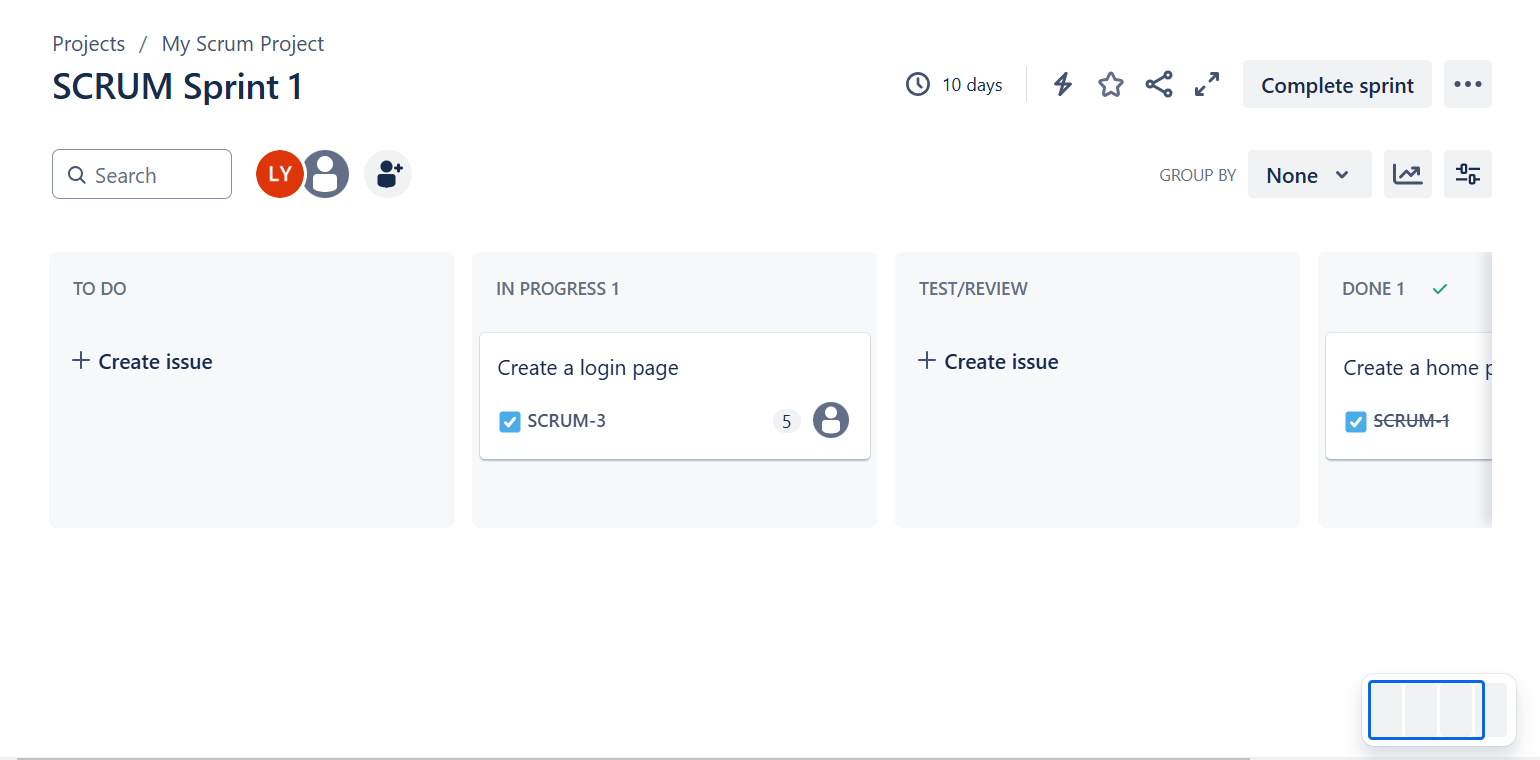 Projects / My Scrum Project
SCRUM Sprint 1
10 days
Complete sprint
Search
LY
GROUP BY
None
TO DO
IN PROGRESS 1
TEST/REVIEW
DONE 1
Create issue
Create a login page
SCRUM-3
5
Create issue
Create a home
SCRUM-1